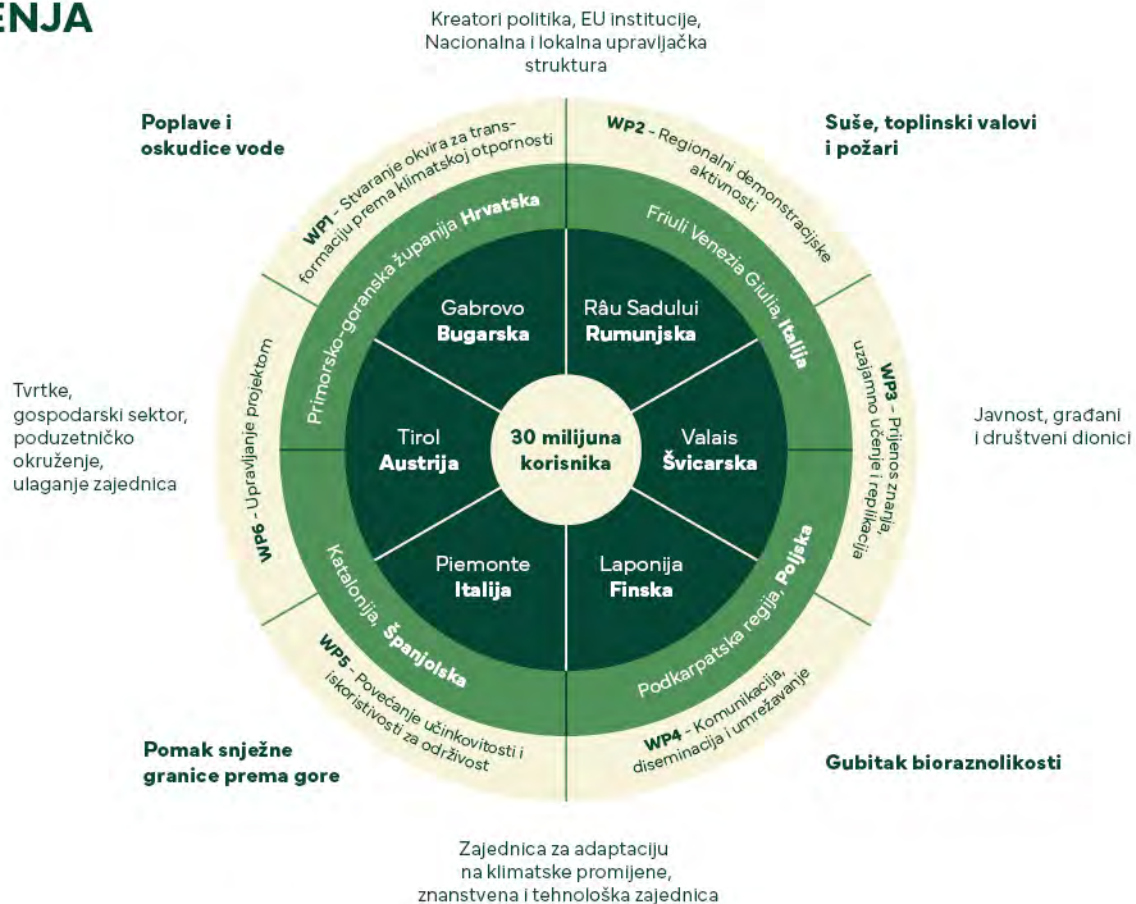 ENJA
Kreatori politika, EU institucije,
Nacionalna i lokalna upravljačka
struktura
Poplave i
oskudice vode
Suše, toplinski valovi
i požari
WP1 - Stvaranje okvira za trans-
formaciju prema klimatskoj otpornosti
WP2 - Regionalni demonstracijske
aktivnosti
Primorsko-goranska županija Hrvatska
Friuli Venezia Giulia, Italija
Gabrovo
Bugarska
Râu Sadului
Rumunjska
WP6 - Upravljanje projektom
WP3 - Prijenos znanja,
uzajamno učenje i replikacija
Tvrtke,
gospodarski sektor,
poduzetničko
okruženje,
ulaganje zajednica
Tirol
Austrija
30 milijuna
korisnika
Valais
Švicarska
Javnost, građani
i društveni dionici
Piemonte
Italija
Laponija
Finska
Katalonija, Španjolska
Podkarpatska regija, Poljska
WP5 - Povećanje učinkovitosti i
iskoristivosti za održivost
WP4 - Komunikacija,
diseminacija i umrežavanje
Pomak snježne
granice prema gore
Gubitak bioraznolikosti
Zajednica za adaptaciju
na klimatske promijene,
znanstvena i tehnološka zajednica